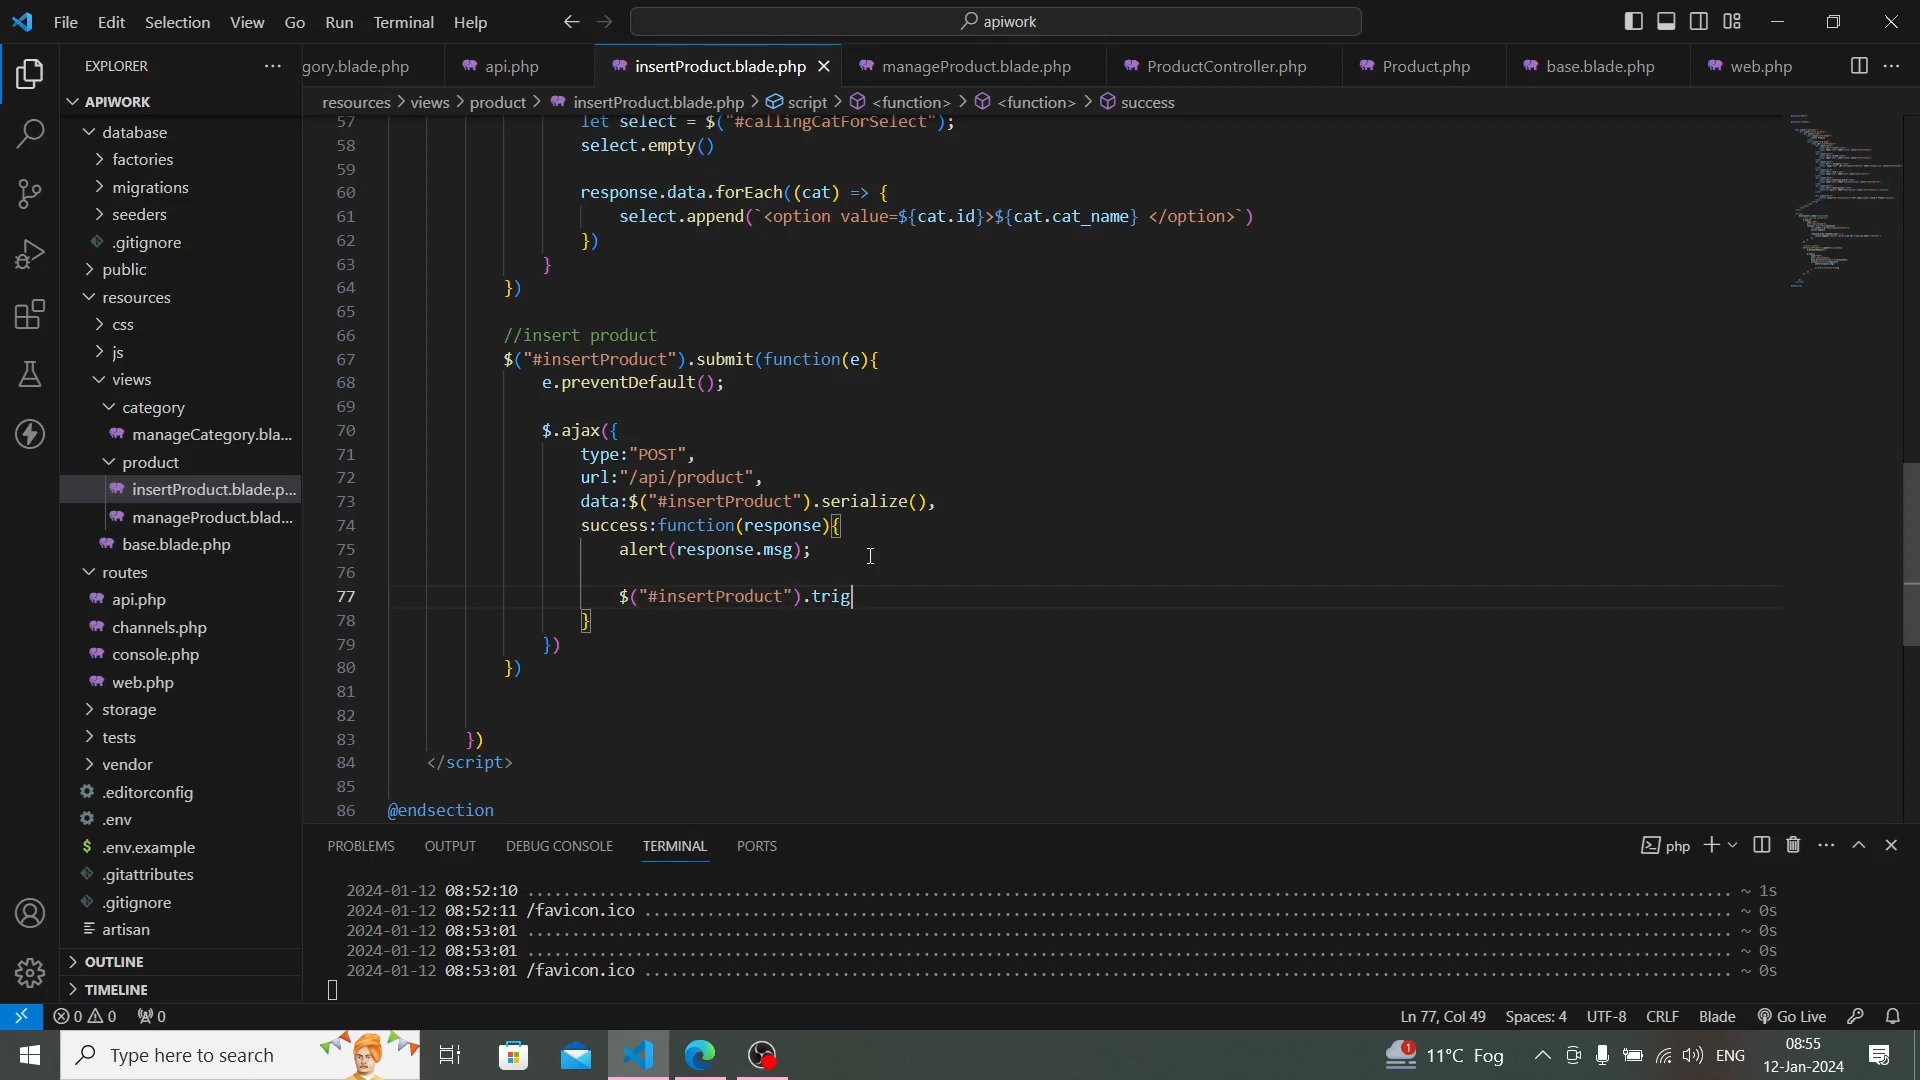 File Edit Selection View Go Run Terminal Help
apiwork
EXPLORER
gory.blade.php api.php insertProduct.blade.php manageProduct.blade.php ProductController.php Product.php base.blade.php web.php
APIWORK
resources > views > product > insertProduct.blade.php > script > <function> > <function> > success
database
factories
migrations
seeders
.gitignore
public
resources
css
js
views
category
manageCategory.bla...
product
insertProduct.blade.p...
manageProduct.blad...
base.blade.php
routes
api.php
channels.php
console.php
web.php
storage
tests
vendor
.editorconfig
.env
.env.example
.gitattributes
.gitignore
artisan
OUTLINE
TIMELINE
57 let select = $("#callingCatForSelect");
58 select.empty()
59
60 response.data.forEach((cat) => {
61 select.append(`<option value=${cat.id}>${cat.cat_name} </option>`)
62 })
63 }
64 })
65
66 //insert product
67 $("#insertProduct").submit(function(e){
68 e.preventDefault();
69
70 $.ajax({
71 type:"POST",
72 url:"/api/product",
73 data:$("#insertProduct").serialize(),
74 success:function(response){
75 alert(response.msg);
76
77 $("#insertProduct").trig
78 }
79 })
80 })
81
82
83 })
84 </script>
85
86 @endsection
PROBLEMS OUTPUT DEBUG CONSOLE TERMINAL PORTS
php
2024-01-12 08:52:10 ~ 1s
2024-01-12 08:52:11 /favicon.ico ~ 0s
2024-01-12 08:53:01 ~ 0s
2024-01-12 08:53:01 ~ 0s
2024-01-12 08:53:01 /favicon.ico ~ 0s
0 0 0
Ln 77, Col 49 Spaces: 4 UTF-8 CRLF Blade Go Live
Type here to search
1 11°C Fog ENG
08:55
12-Jan-2024